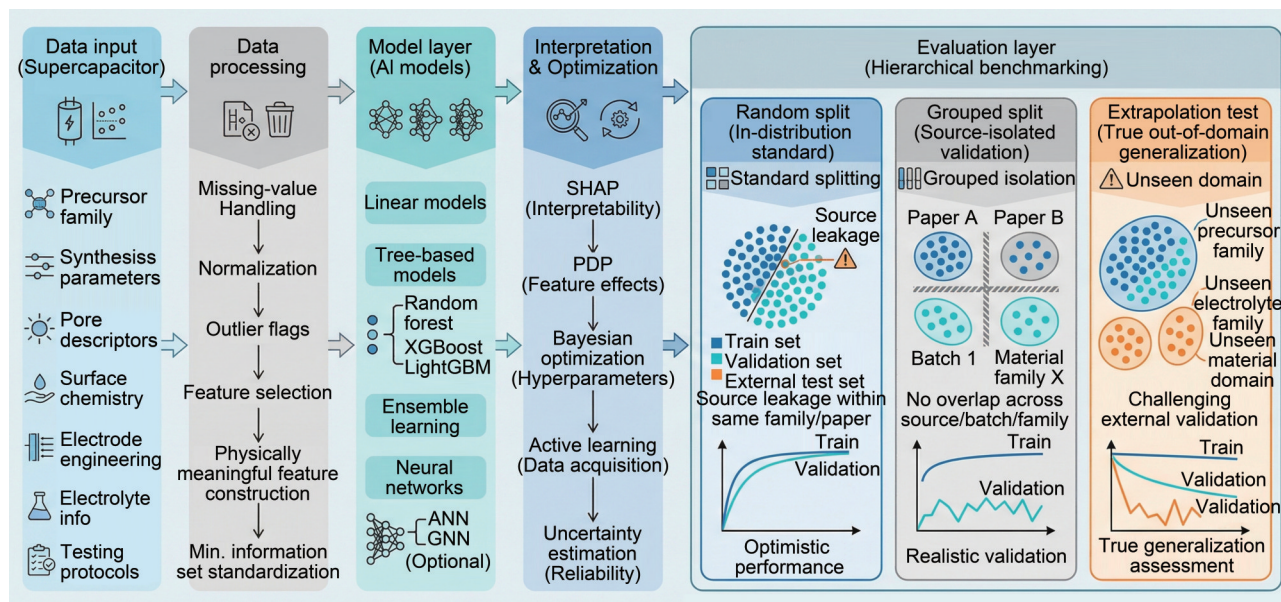 Data input
(Supercapacitor)
Precursor
family
Synthesiss
parameters
Pore
descriptors
Surface
chemistry
Electrode
engineering
Electrolyte
info
Testing
protocols
Data
processing
Missing-value
Handling
Normalization
Outlier flags
Feature selection
Physically
meaningful feature
construction
Min. information
set standardization
Model layer
(AI models)
Linear models
Tree-based
models
Random
forest
XGBoost
LightGBM
Ensemble
learning
Neural
networks
ANN
GNN
(Optional)
Interpretation
& Optimization
SHAP
(Interpretability)
PDP
(Feature effects)
Bayesian
optimization
(Hyperparameters)
Active learning
(Data acquisition)
Uncertainty
estimation
(Reliability)
Evaluation layer
(Hierarchical benchmarking)
Random split
(In-distribution
standard)
Standard splitting
Source
leakage
Train set
Validation set
External test set
Source leakage within
same family/paper
Train
Validation
Optimistic
performance
Grouped split
(Source-isolated
validation)
Grouped isolation
Paper A
Paper B
Batch 1
Material
family X
No overlap across
source/batch/family
Train
Validation
Realistic validation
Extrapolation test
(True out-of-domain
generalization)
Unseen domain
Unseen
precursor
family
Unseen
electrolyte
family
Unseen
material
domain
Challenging
external validation
Train
Validation
Validation
True generalization
assessment